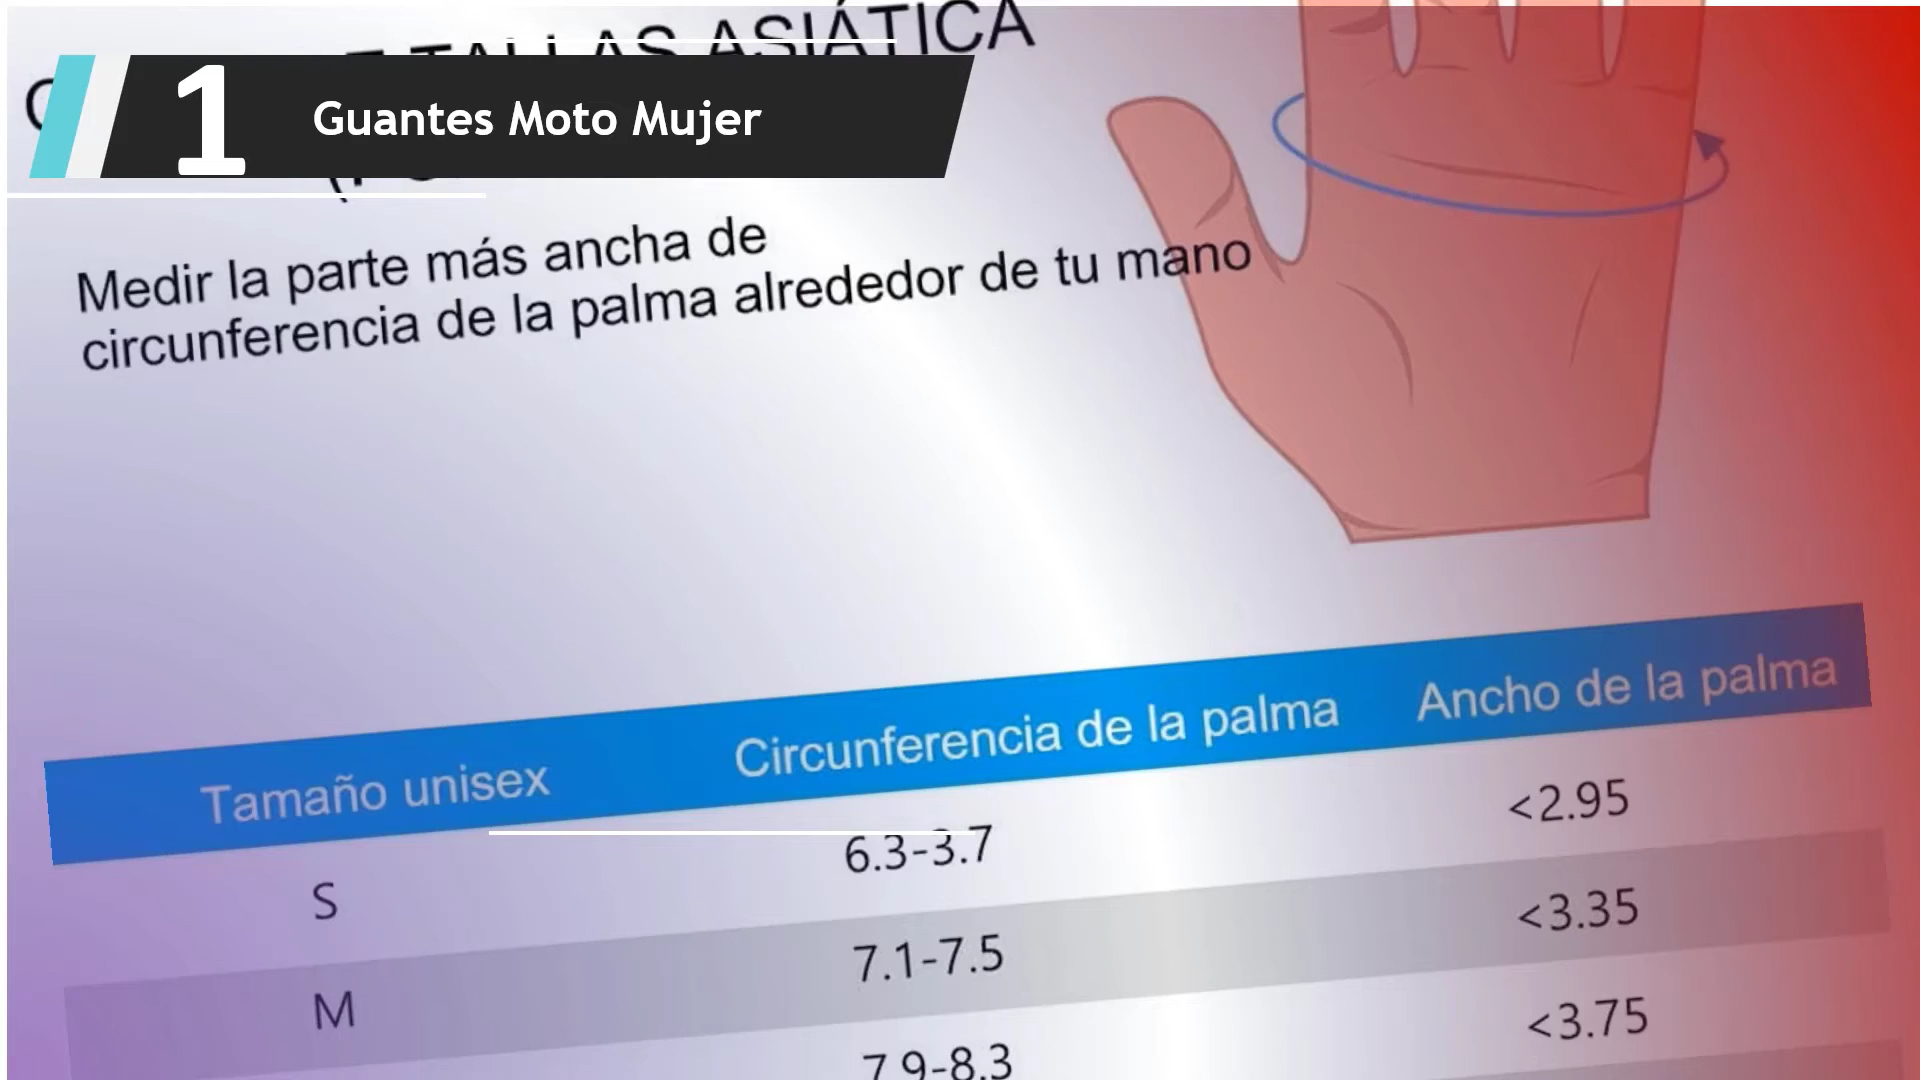 TALLAS ASIÁTICA
1 Guantes Moto Mujer
Medir la parte más ancha de
circunferencia de la palma alrededor de tu mano
Tamaño unisex Circunferencia de la palma Ancho de la palma
S 6.3-3.7 <2.95
M 7.1-7.5 <3.35
7.9-8.3 <3.75